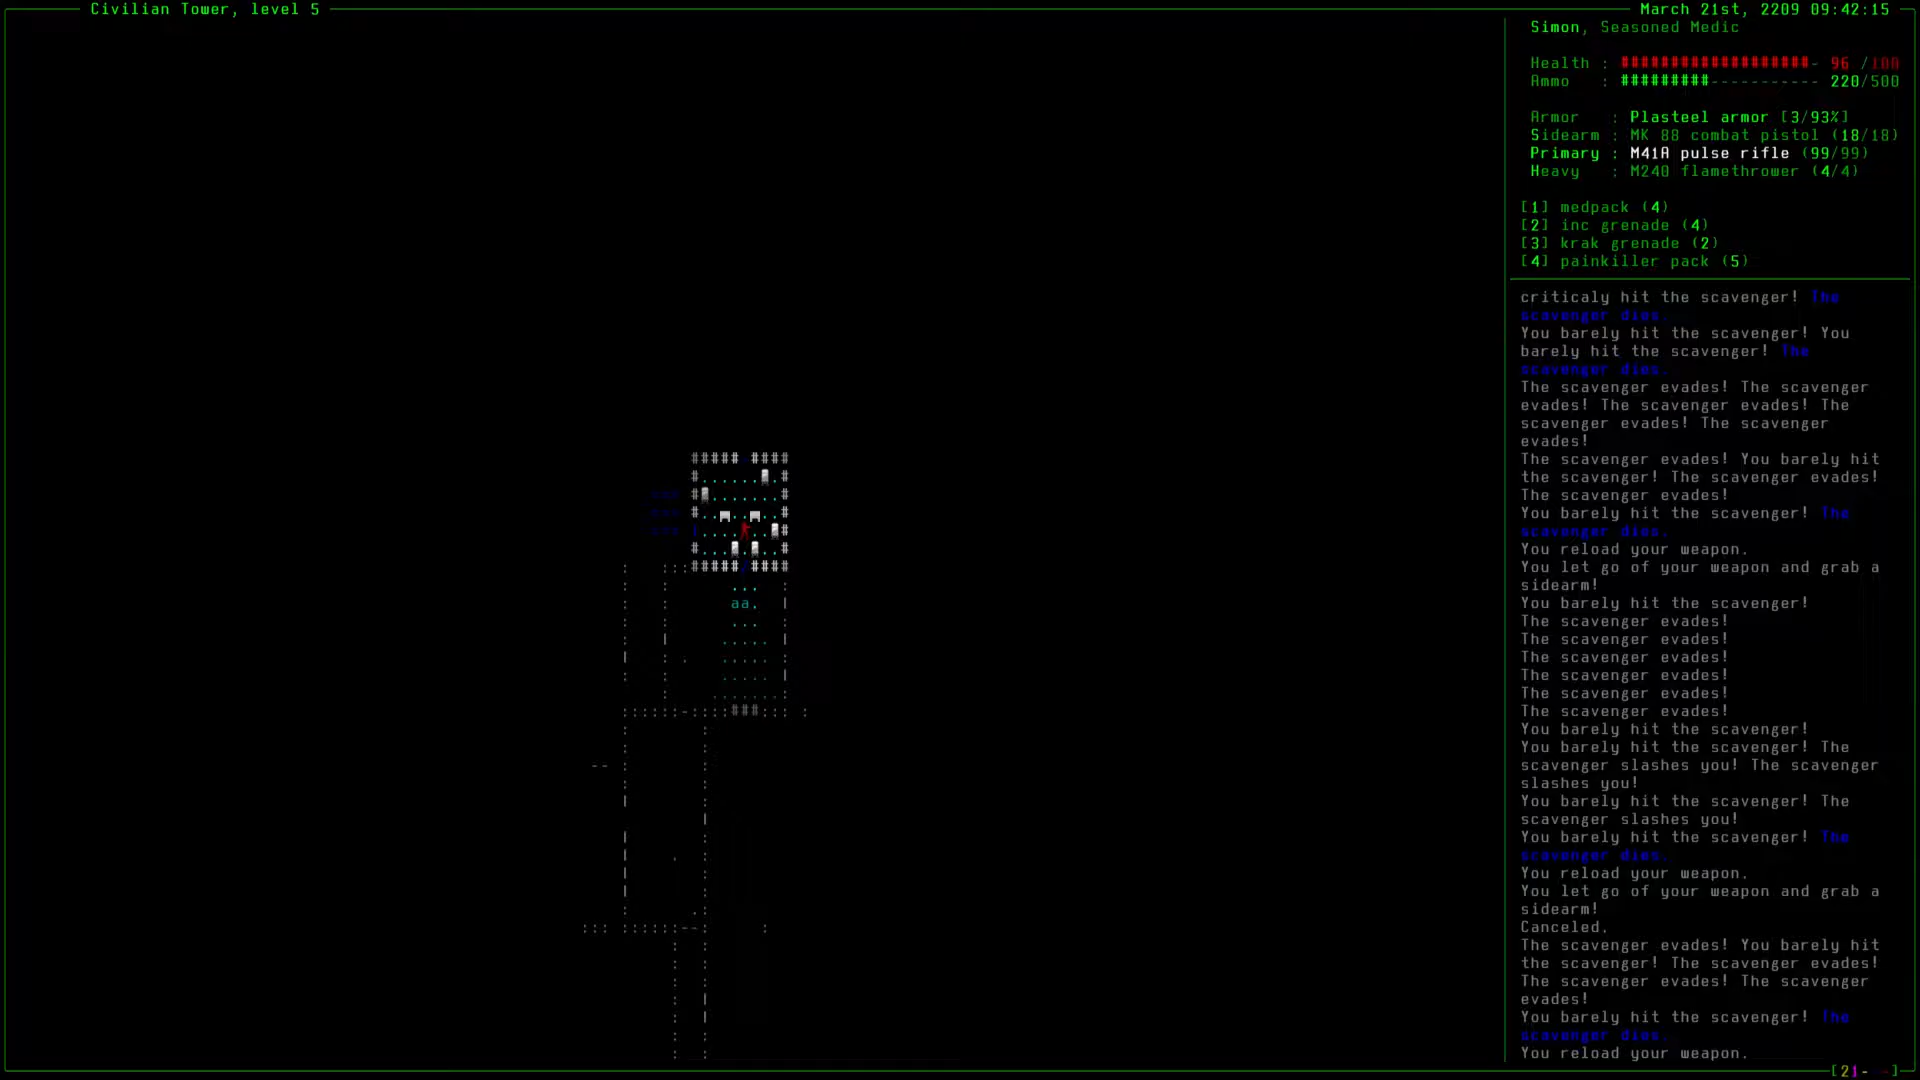 Civilian Tower, level 5
March 21st, 2209 09:42:15
Simon, Seasoned Medic
Health : ###################- 96 /100
Ammo : #########----------- 220/500
Armor : Plasteel armor [3/93%]
Sidearm : MK 88 combat pistol (18/18)
Primary : M41A pulse rifle (99/99)
Heavy : M240 flamethrower (4/4)
[1] medpack (4)
[2] inc grenade (4)
[3] krak grenade (2)
[4] painkiller pack (5)
criticaly hit the scavenger! The
scavenger dies.
You barely hit the scavenger! You
barely hit the scavenger! The
scavenger dies.
The scavenger evades! The scavenger
evades! The scavenger evades! The
scavenger evades! The scavenger
evades!
The scavenger evades! You barely hit
the scavenger! The scavenger evades!
The scavenger evades!
You barely hit the scavenger! The
scavenger dies.
You reload your weapon.
You let go of your weapon and grab a
sidearm!
You barely hit the scavenger!
The scavenger evades!
The scavenger evades!
The scavenger evades!
The scavenger evades!
The scavenger evades!
The scavenger evades!
You barely hit the scavenger!
You barely hit the scavenger! The
scavenger slashes you! The scavenger
slashes you!
You barely hit the scavenger! The
scavenger slashes you!
You barely hit the scavenger! The
scavenger dies.
You reload your weapon.
You let go of your weapon and grab a
sidearm!
Canceled.
The scavenger evades! You barely hit
the scavenger! The scavenger evades!
The scavenger evades! The scavenger
evades!
You barely hit the scavenger! The
scavenger dies.
You reload your weapon.
aa
[21- -]